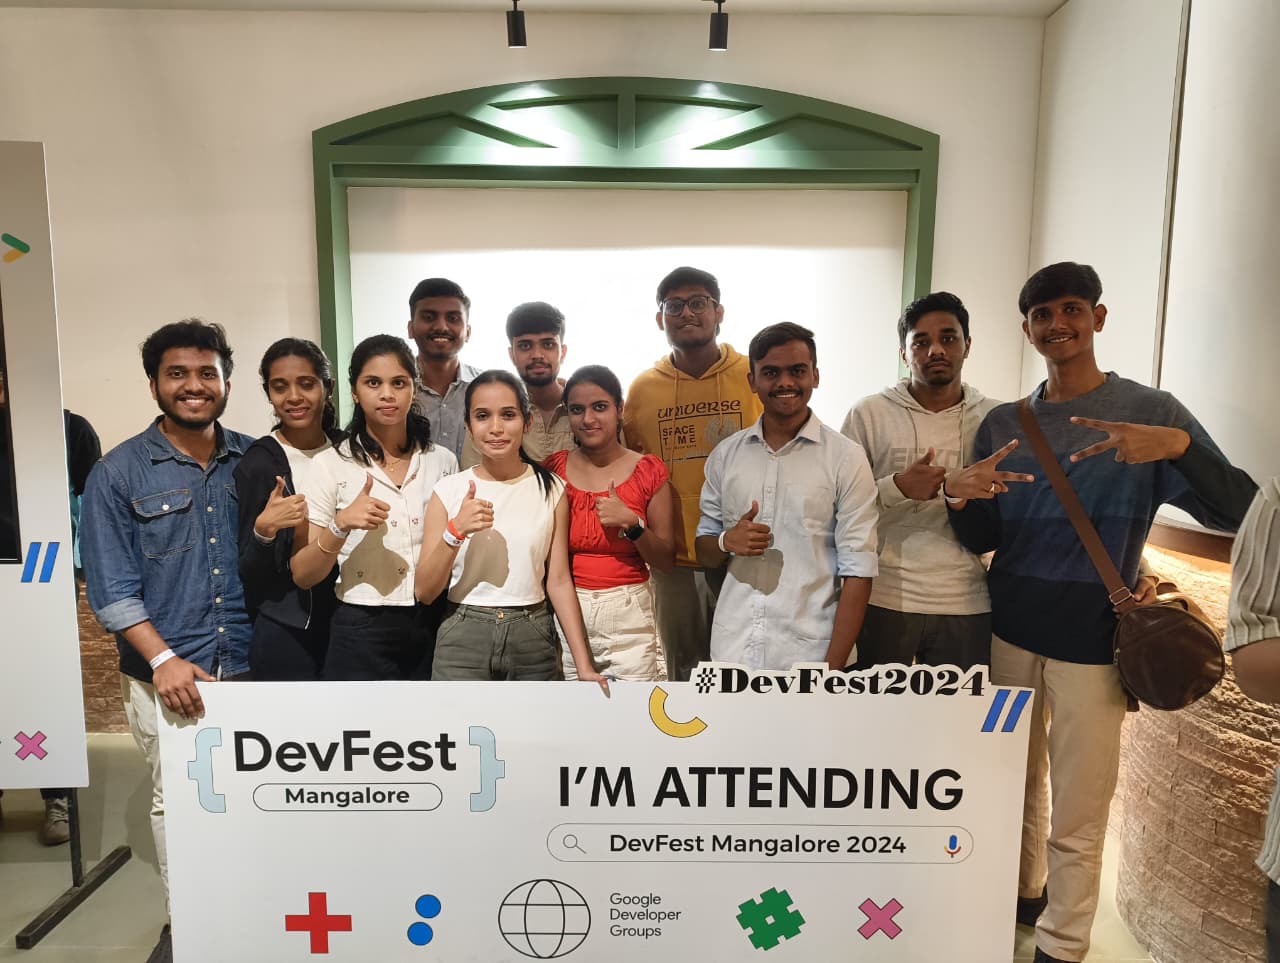 UNIVERSE
SPACE
TIME
#DevFest2024
{ DevFest }
Mangalore
I'M ATTENDING
DevFest Mangalore 2024
Google
Developer
Groups